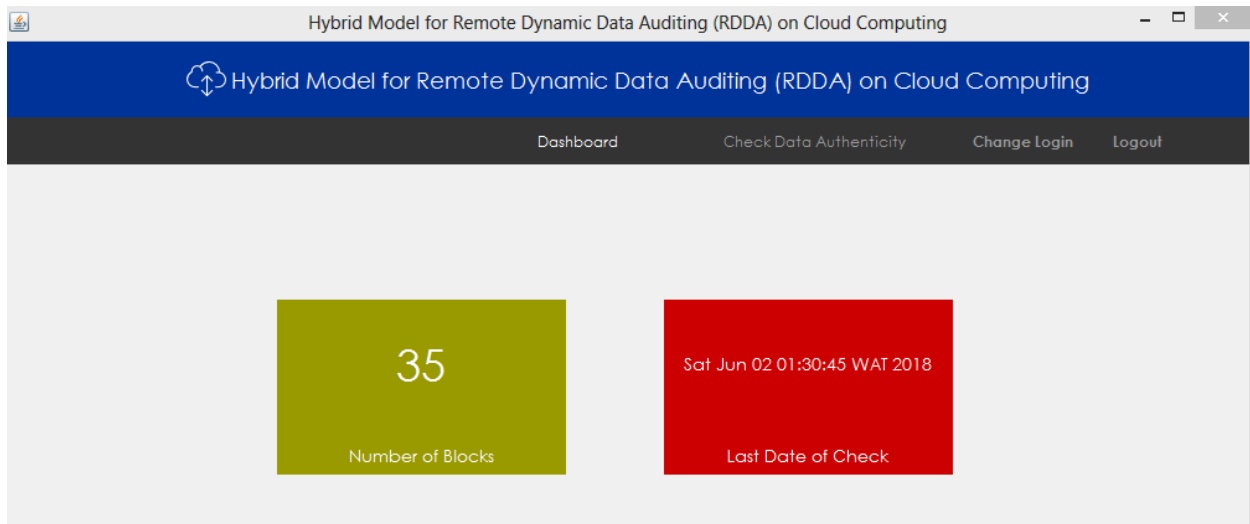 Hybrid Model for Remote Dynamic Data Auditing (RDDA) on Cloud Computing
Hybrid Model for Remote Dynamic Data Auditing (RDDA) on Cloud Computing
Dashboard Check Data Authenticity Change Login Logout
35
Number of Blocks
Sat Jun 02 01:30:45 WAT 2018
Last Date of Check